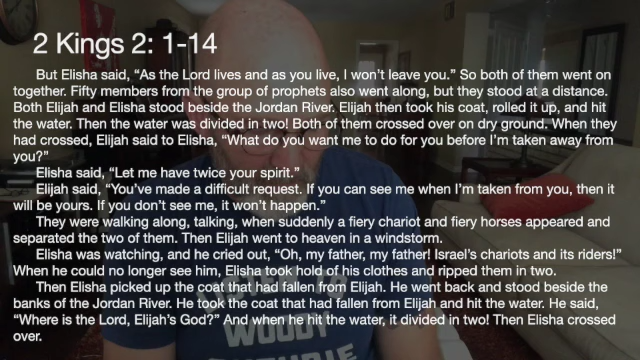 2 Kings 2: 1-14
But Elisha said, “As the Lord lives and as you live, I won’t leave you.” So both of them went on
together. Fifty members from the group of prophets also went along, but they stood at a distance.
Both Elijah and Elisha stood beside the Jordan River. Elijah then took his coat, rolled it up, and hit
the water. Then the water was divided in two! Both of them crossed over on dry ground. When they
had crossed, Elijah said to Elisha, “What do you want me to do for you before I’m taken away from
you?”
Elisha said, “Let me have twice your spirit.”
Elijah said, “You’ve made a difficult request. If you can see me when I’m taken from you, then it
will be yours. If you don’t see me, it won’t happen.”
They were walking along, talking, when suddenly a fiery chariot and fiery horses appeared and
separated the two of them. Then Elijah went to heaven in a windstorm.
Elisha was watching, and he cried out, “Oh, my father, my father! Israel’s chariots and its riders!”
When he could no longer see him, Elisha took hold of his clothes and ripped them in two.
Then Elisha picked up the coat that had fallen from Elijah. He went back and stood beside the
banks of the Jordan River. He took the coat that had fallen from Elijah and hit the water. He said,
“Where is the Lord, Elijah’s God?” And when he hit the water, it divided in two! Then Elisha crossed
over.
WOODY
GUTHRIE